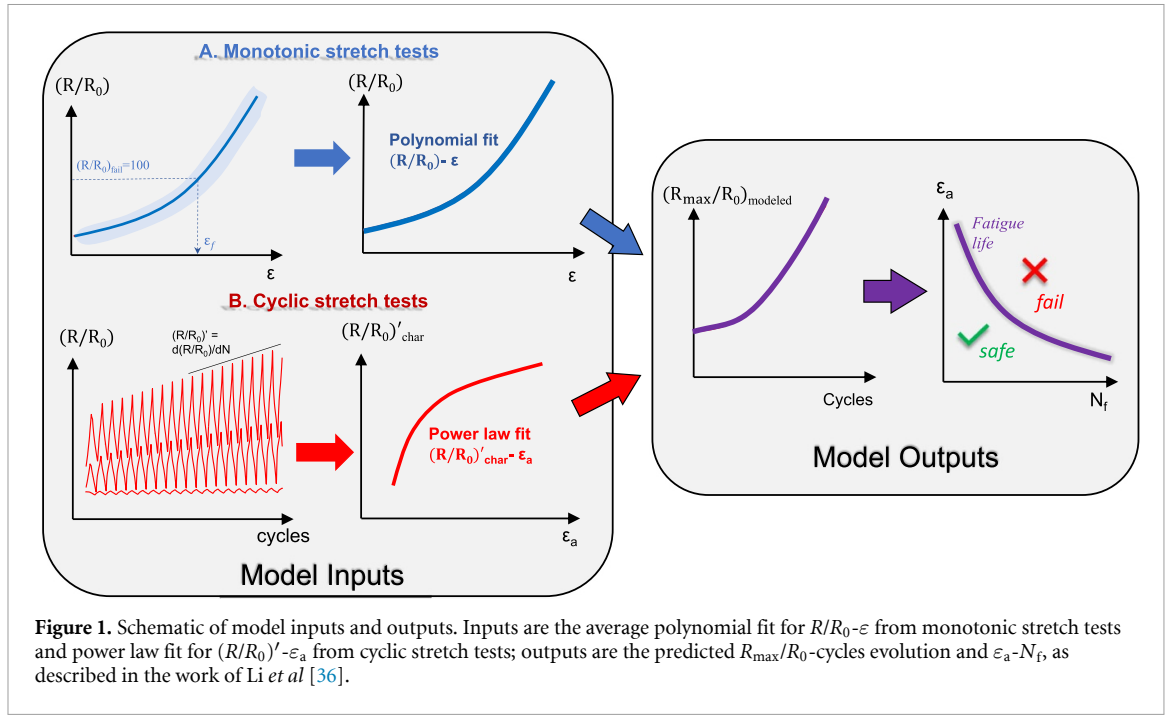 A. Monotonic stretch tests
(R/R₀)
(R/R₀)fail=100
εf
ε
(R/R₀)
Polynomial fit
(R/R₀)- ε
ε
B. Cyclic stretch tests
(R/R₀)
(R/R₀)' =
d(R/R₀)/dN
cycles
(R/R₀)′char
Power law fit
(R/R₀)′char- εa
εa
Model Inputs
(Rmax/R₀)modeled
Cycles
εa
Fatigue
life
fail
safe
Nf
Model Outputs
Figure 1. Schematic of model inputs and outputs. Inputs are the average polynomial fit for R/R₀-ε from monotonic stretch tests
and power law fit for (R/R₀)′-εa from cyclic stretch tests; outputs are the predicted Rmax/R₀-cycles evolution and εa-Nf, as
described in the work of Li et al [36].